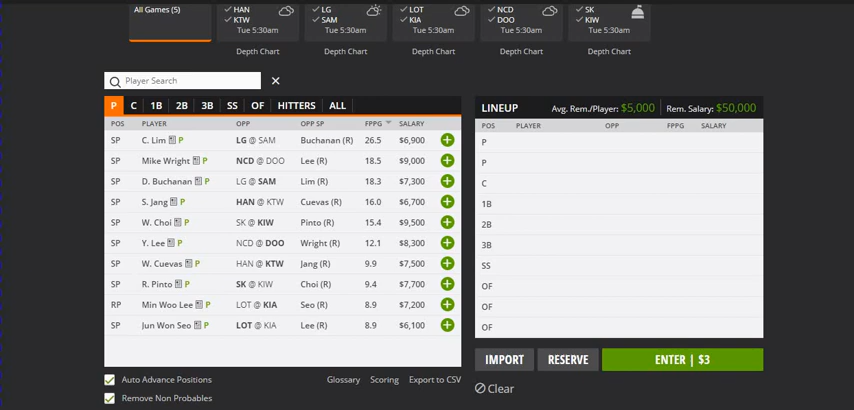 All Games (5)
HAN
KTW
Tue 5:30am
LG
SAM
Tue 5:30am
LOT
KIA
Tue 5:30am
NCD
DOO
Tue 5:30am
SK
KIW
Tue 5:30am
Depth Chart
Depth Chart
Depth Chart
Depth Chart
Depth Chart
Player Search
P C 1B 2B 3B SS OF HITTERS ALL
POS PLAYER OPP OPP SP FPPG SALARY
SP C. Lim P LG @ SAM Buchanan (R) 26.5 $6,900
SP Mike Wright P NCD @ DOO Lee (R) 18.5 $9,000
SP D. Buchanan P LG @ SAM Lim (R) 18.3 $7,300
SP S. Jang P HAN @ KTW Cuevas (R) 16.0 $6,700
SP W. Choi P SK @ KIW Pinto (R) 15.4 $9,500
SP Y. Lee P NCD @ DOO Wright (R) 12.1 $8,300
SP W. Cuevas P HAN @ KTW Jang (R) 9.9 $7,500
SP R. Pinto P SK @ KIW Choi (R) 9.4 $7,700
RP Min Woo Lee P LOT @ KIA Seo (R) 8.9 $7,200
SP Jun Won Seo P LOT @ KIA Lee (R) 8.9 $6,100
Auto Advance Positions
Remove Non Probables
Glossary Scoring Export to CSV
LINEUP Avg. Rem./Player: $5,000 Rem. Salary: $50,000
POS PLAYER OPP FPPG SALARY
P
P
C
1B
2B
3B
SS
OF
OF
OF
IMPORT RESERVE ENTER | $3
Clear